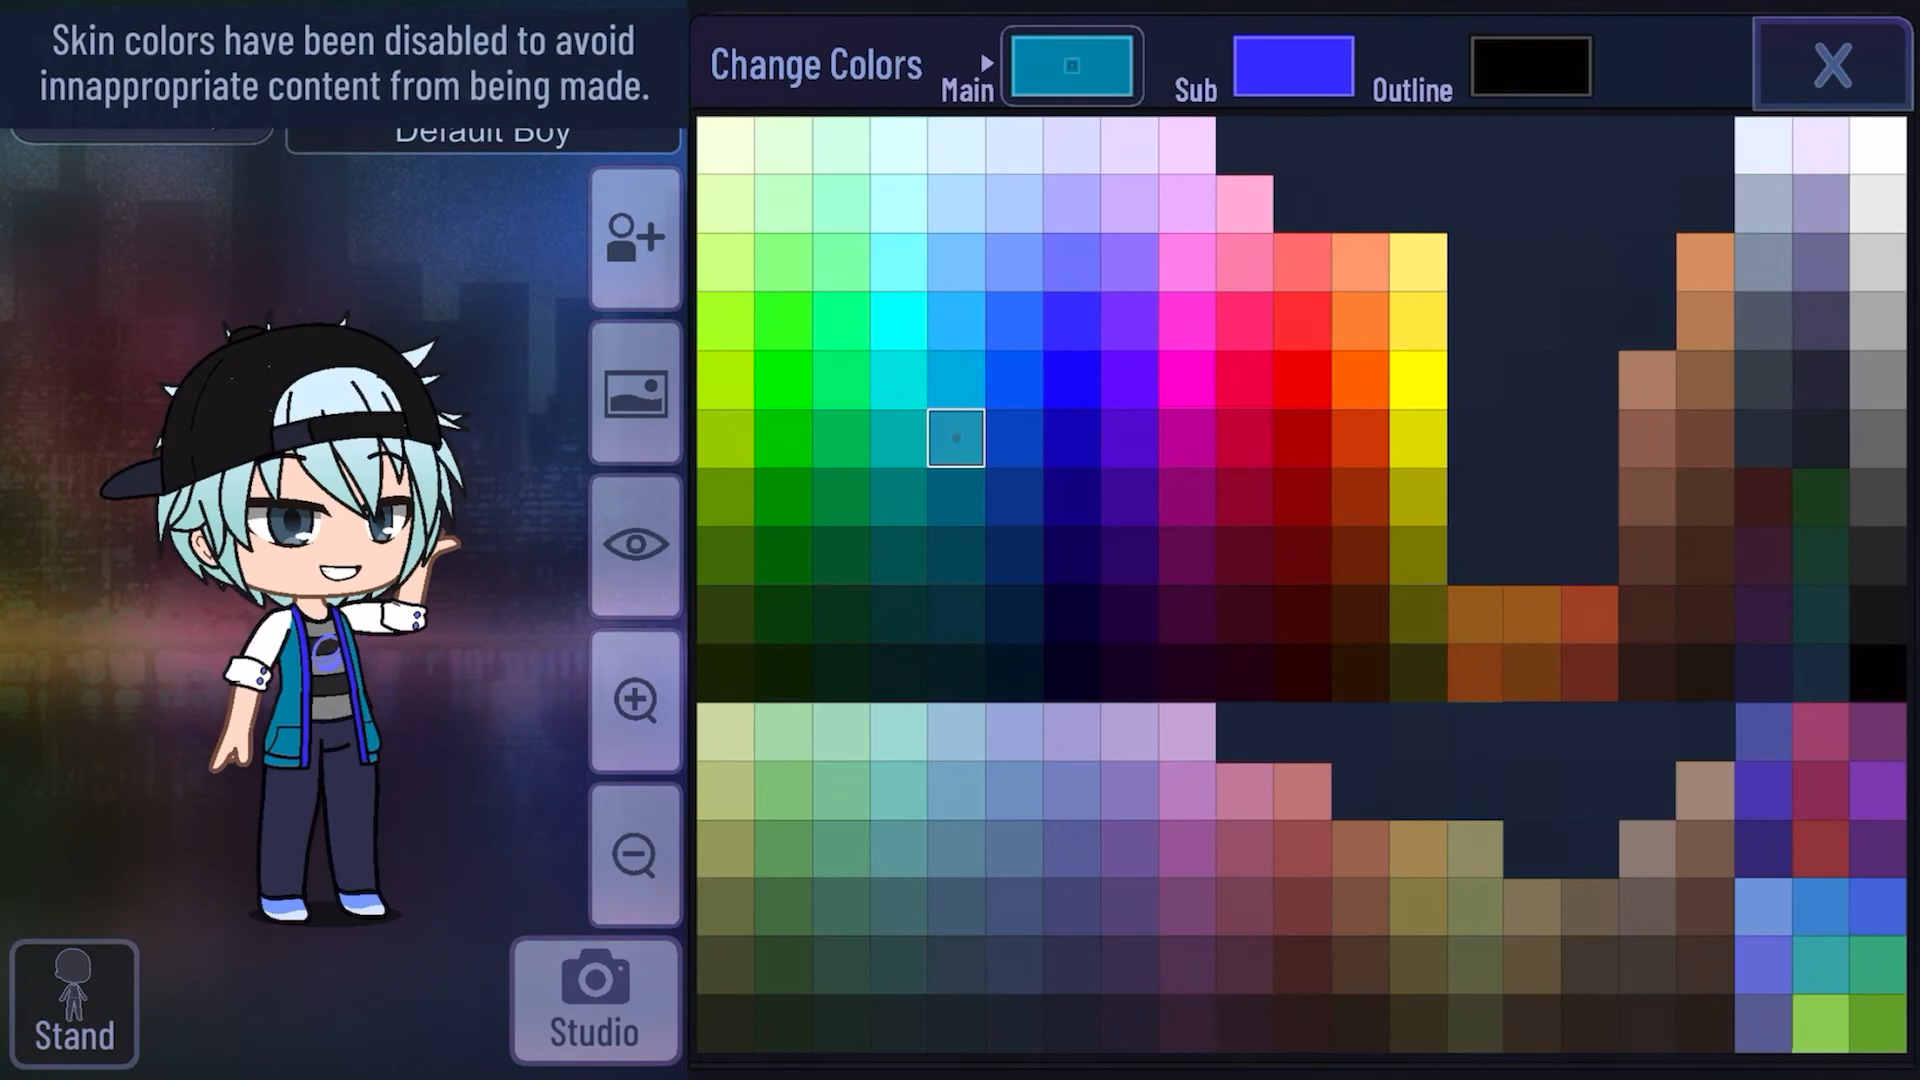 Skin colors have been disabled to avoid
innappropriate content from being made.
Default Boy
Change Colors
Main
Sub
Outline
X
Stand
Studio